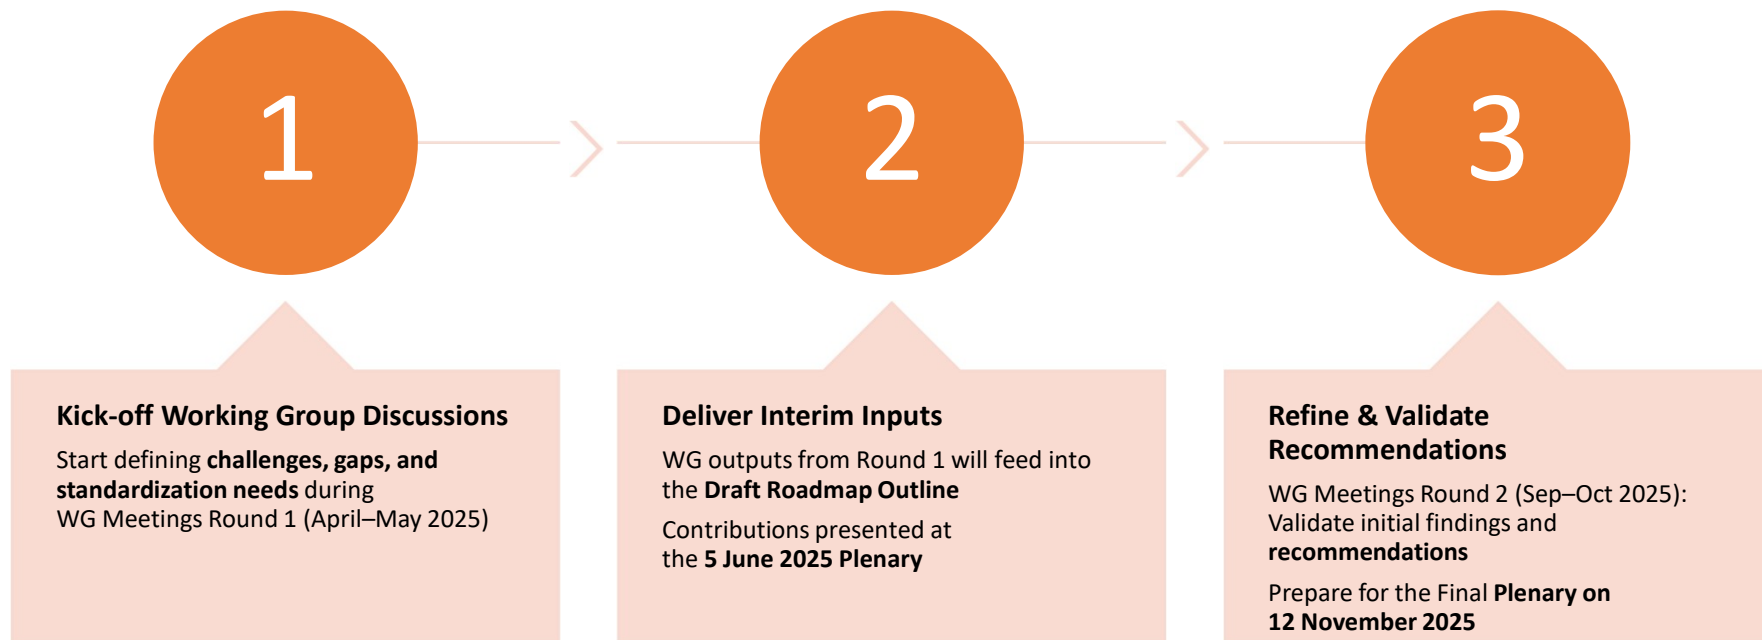 1
2
3
Kick-off Working Group Discussions
Start defining challenges, gaps, and
standardization needs during
WG Meetings Round 1 (April–May 2025)
Deliver Interim Inputs
WG outputs from Round 1 will feed into
the Draft Roadmap Outline
Contributions presented at
the 5 June 2025 Plenary
Refine & Validate
Recommendations
WG Meetings Round 2 (Sep–Oct 2025):
Validate initial findings and
recommendations
Prepare for the Final Plenary on
12 November 2025